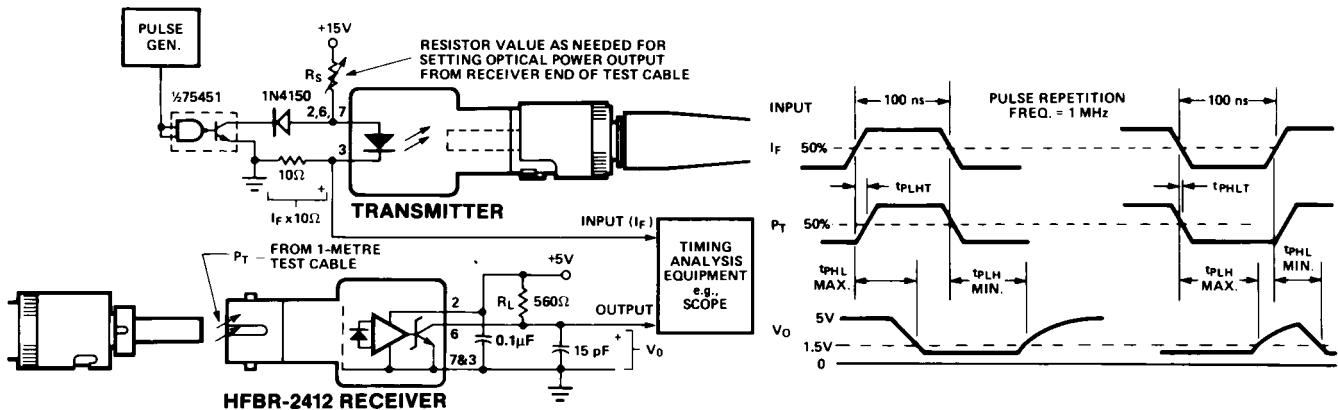 PULSE
GEN.
+15V
RESISTOR VALUE AS NEEDED FOR
SETTING OPTICAL POWER OUTPUT
FROM RECEIVER END OF TEST CABLE
RS
½75451
1N4150
2,6,
7
3
10Ω
+
IF x10Ω
TRANSMITTER
INPUT (IF)
TIMING
ANALYSIS
EQUIPMENT
e.g.,
SCOPE
PT
FROM 1-METRE
TEST CABLE
+5V
2
RL
560Ω
OUTPUT
6
0.1μF
7&3
15 pF
+
VO
HFBR-2412 RECEIVER
INPUT
100 ns
PULSE REPETITION
FREQ. = 1 MHz
100 ns
IF
50%
tPLHT
tPHLT
PT
50%
tPHL
MAX.
tPLH
MIN.
tPLH
MAX.
tPHL
MIN.
VO
5V
1.5V
0